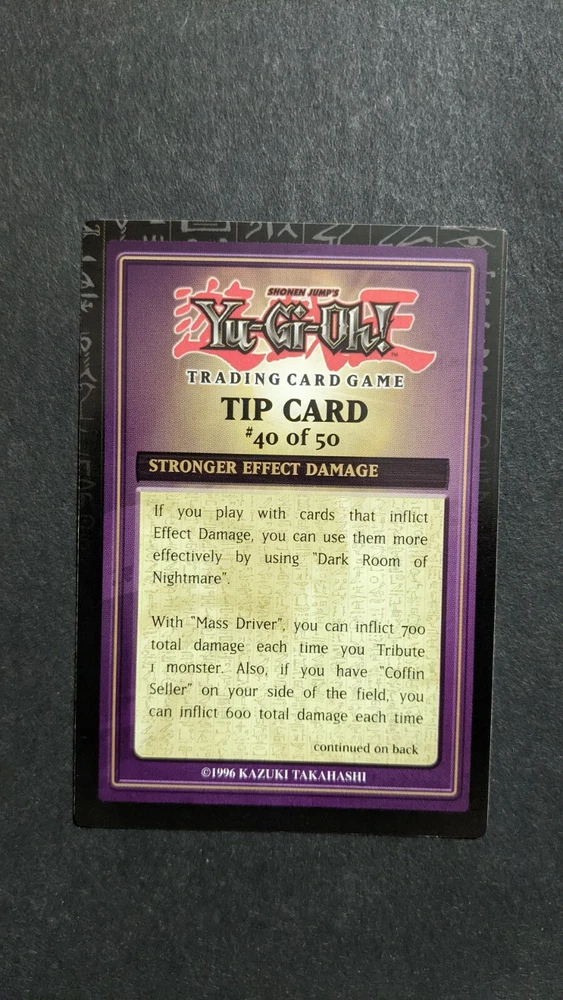 SHONEN JUMP'S
遊戯王
Yu-Gi-Oh!
TM
TRADING CARD GAME
TIP CARD
#40 of 50
STRONGER EFFECT DAMAGE
If you play with cards that inflict
Effect Damage, you can use them more
effectively by using "Dark Room of
Nightmare".
With "Mass Driver", you can inflict 700
total damage each time you Tribute
1 monster. Also, if you have "Coffin
Seller" on your side of the field, you
can inflict 600 total damage each time
continued on back
©1996 KAZUKI TAKAHASHI